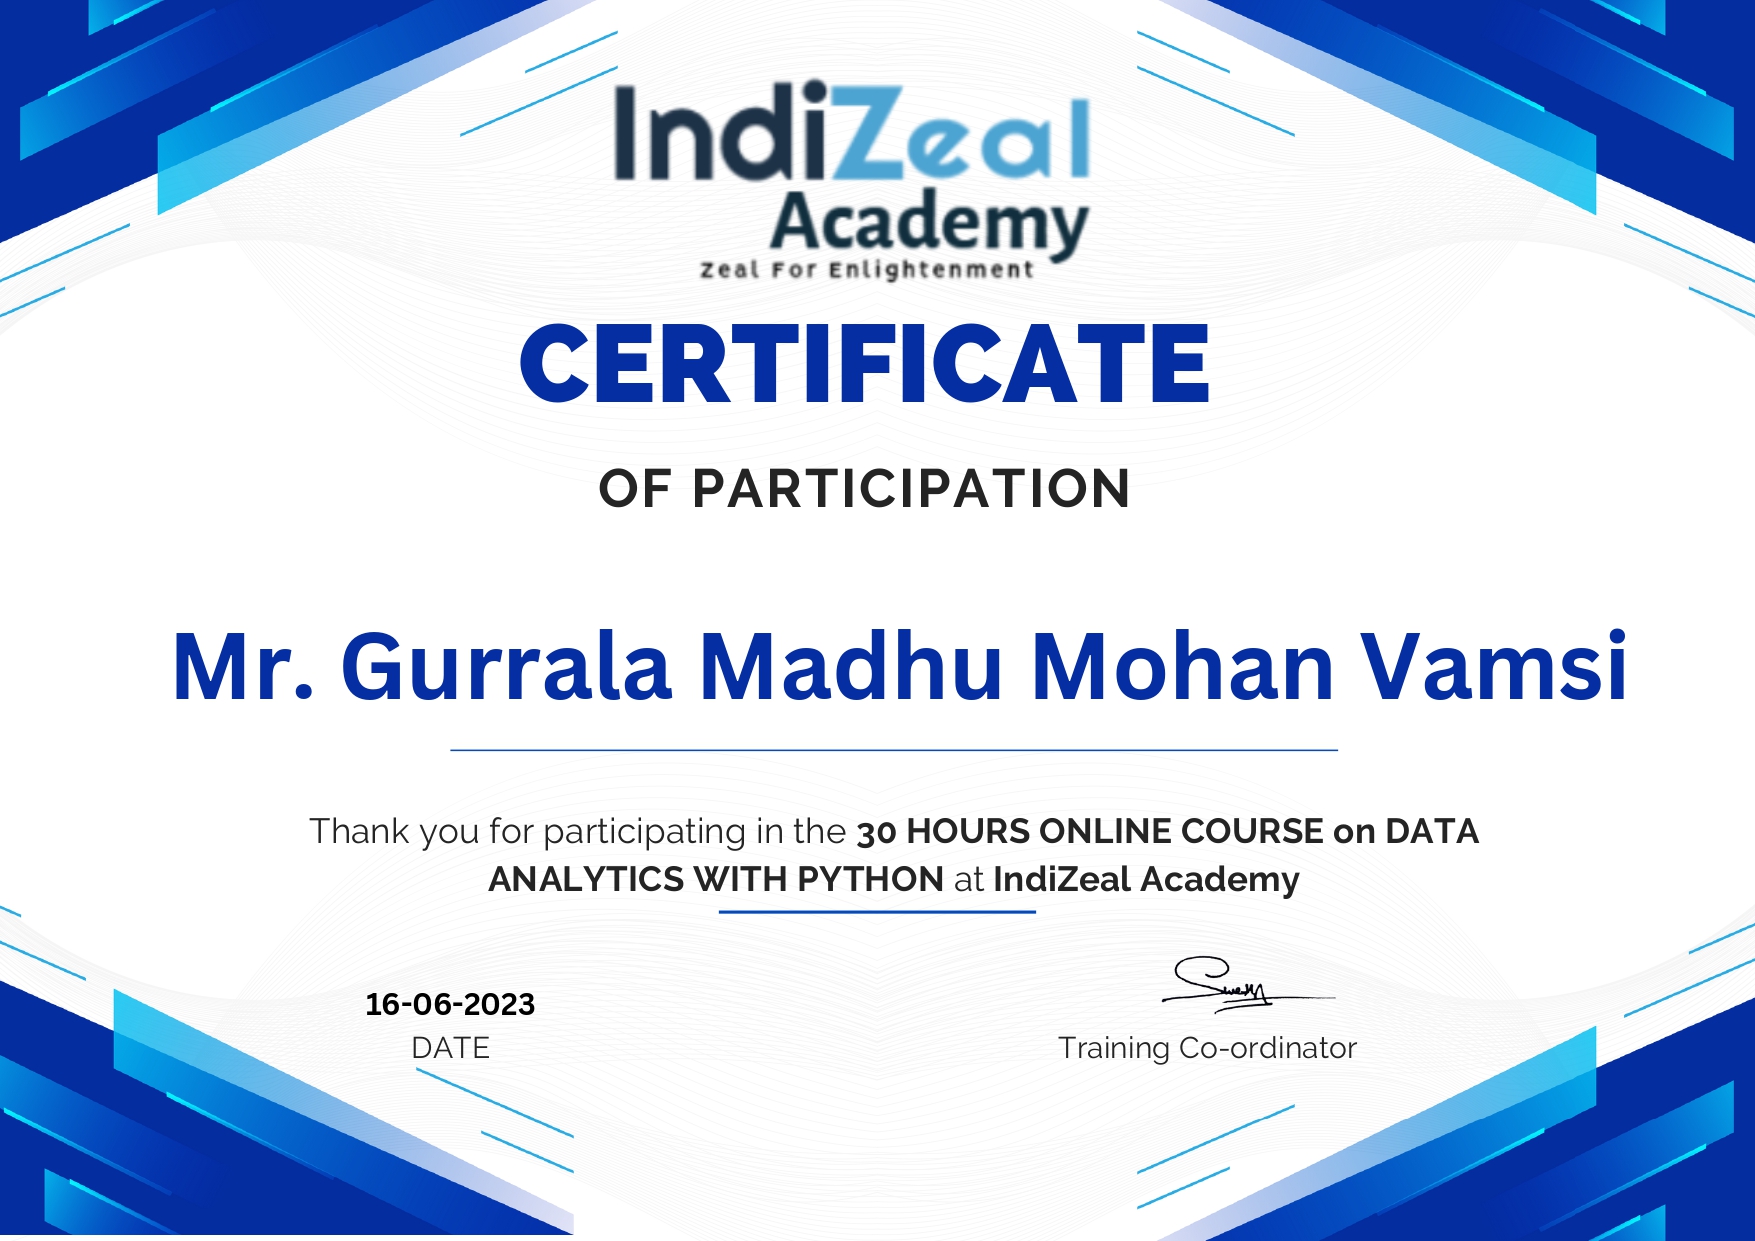 IndiZeal
Academy
Zeal For Enlightenment
CERTIFICATE
OF PARTICIPATION
Mr. Gurrala Madhu Mohan Vamsi
Thank you for participating in the 30 HOURS ONLINE COURSE on DATA
ANALYTICS WITH PYTHON at IndiZeal Academy
16-06-2023
DATE
Training Co-ordinator